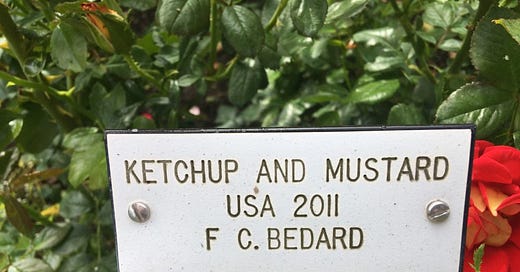 KETCHUP AND MUSTARD
USA 2011
F C. BEDARD